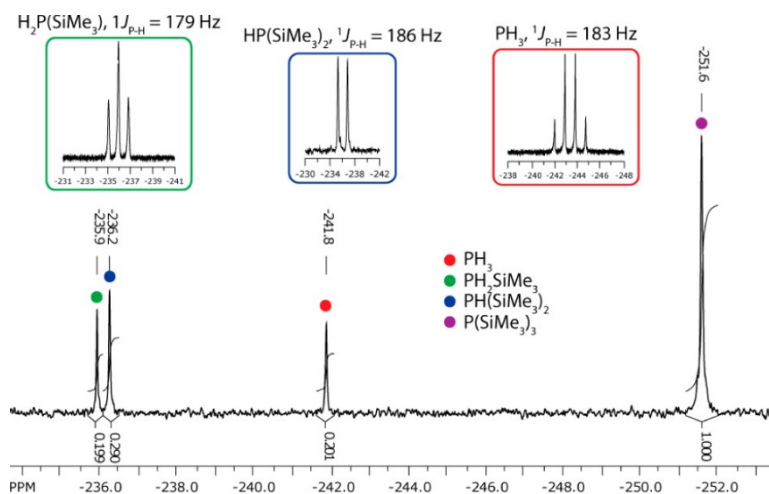 H₂P(SiMe₃), 1J_P-H = 179 Hz
HP(SiMe₃)₂, ¹J_P-H = 186 Hz
PH₃, ¹J_P-H = 183 Hz
-231 -233 -235 -237 -239 -241
-230 -234 -238 -242
-238 -240 -242 -244 -246 -248
-235.9
-236.2
-241.8
-251.6
PH₃
PH₂SiMe₃
PH(SiMe₃)₂
P(SiMe₃)₃
0.199
0.290
0.201
1.000
PPM -236.0 -238.0 -240.0 -242.0 -244.0 -246.0 -248.0 -250.0 -252.0